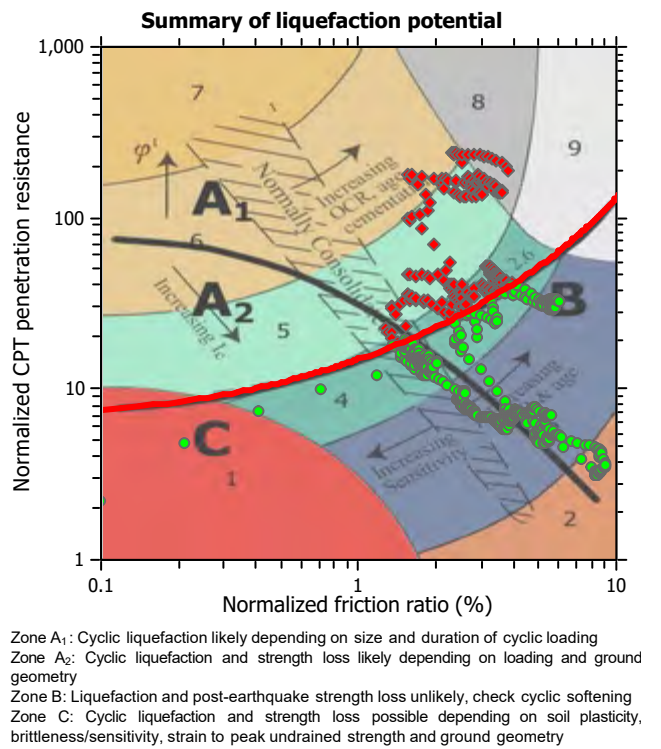 Summary of liquefaction potential
1,000
100
10
1
0.1
1
10
Normalized CPT penetration resistance
Normalized friction ratio (%)
7
8
9
φ'
A1
6
A2
5
4
C
1
B
2.6
2
Normally Consolid
Increasing
OCR, age
cementat
Increasing Ic
Increasing
Sensitivity
age
Zone A1: Cyclic liquefaction likely depending on size and duration of cyclic loading
Zone A2: Cyclic liquefaction and strength loss likely depending on loading and ground
geometry
Zone B: Liquefaction and post-earthquake strength loss unlikely, check cyclic softening
Zone C: Cyclic liquefaction and strength loss possible depending on soil plasticity,
brittleness/sensitivity, strain to peak undrained strength and ground geometry